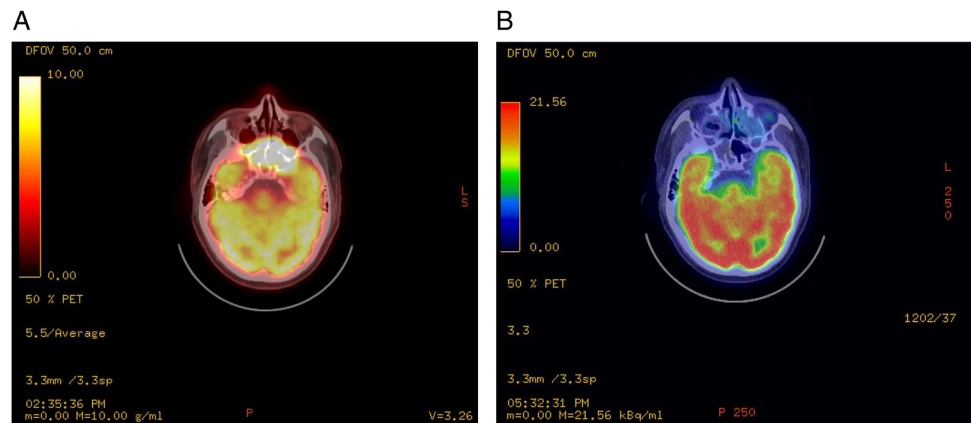 A
DFOV 50.0 cm
10.00
0.00
50 % PET
5.5/Average
3.3mm /3.3sp
02:35:36 PM
m=0.00 M=10.00 g/ml
P
V=3.26
L
S
B
DFOV 50.0 cm
21.56
0.00
50 % PET
3.3
3.3mm /3.3sp
05:32:31 PM
m=0.00 M=21.56 kBq/ml
P 250
1202/37
L
2
5
0